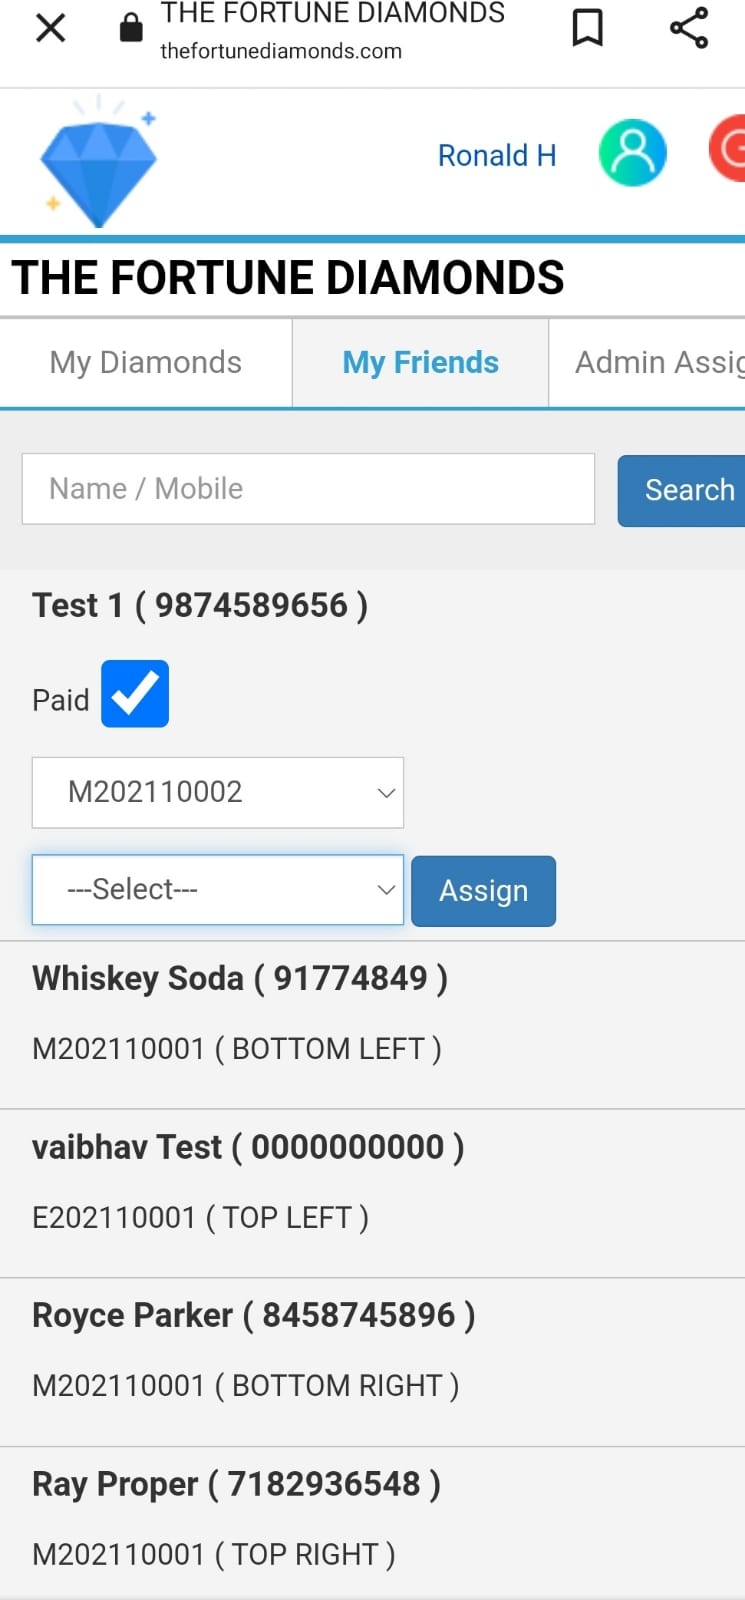 THE FORTUNE DIAMONDS
thefortunediamonds.com
Ronald H
THE FORTUNE DIAMONDS
My Diamonds
My Friends
Admin Assig
Name / Mobile
Search
Test 1 ( 9874589656 )
Paid
M202110002
---Select---
Assign
Whiskey Soda ( 91774849 )
M202110001 ( BOTTOM LEFT )
vaibhav Test ( 0000000000 )
E202110001 ( TOP LEFT )
Royce Parker ( 8458745896 )
M202110001 ( BOTTOM RIGHT )
Ray Proper ( 7182936548 )
M202110001 ( TOP RIGHT )